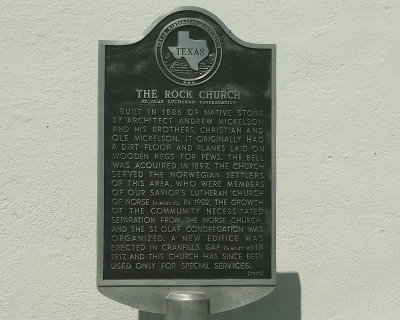 TEXAS
THE ROCK CHURCH
ST. OLAF LUTHERAN CONGREGATION
BUILT IN 1886 OF NATIVE STONE
BY ARCHITECT ANDREW MICKELSON
AND HIS BROTHERS, CHRISTIAN AND
OLE MICKELSON. IT ORIGINALLY HAD
A DIRT FLOOR AND PLANKS LAID ON
WOODEN KEGS FOR PEWS. THE BELL
WAS ACQUIRED IN 1897. THE CHURCH
SERVED THE NORWEGIAN SETTLERS
OF THIS AREA, WHO WERE MEMBERS
OF OUR SAVIOR'S LUTHERAN CHURCH
OF NORSE IN 1902, THE GROWTH
OF THE COMMUNITY NECESSITATED
SEPARATION FROM THE NORSE CHURCH,
AND THE ST. OLAF CONGREGATION WAS
ORGANIZED. A NEW EDIFICE WAS
ERECTED IN CRANFILLS GAP IN
1917, AND THIS CHURCH HAS SINCE BEEN
USED ONLY FOR SPECIAL SERVICES.